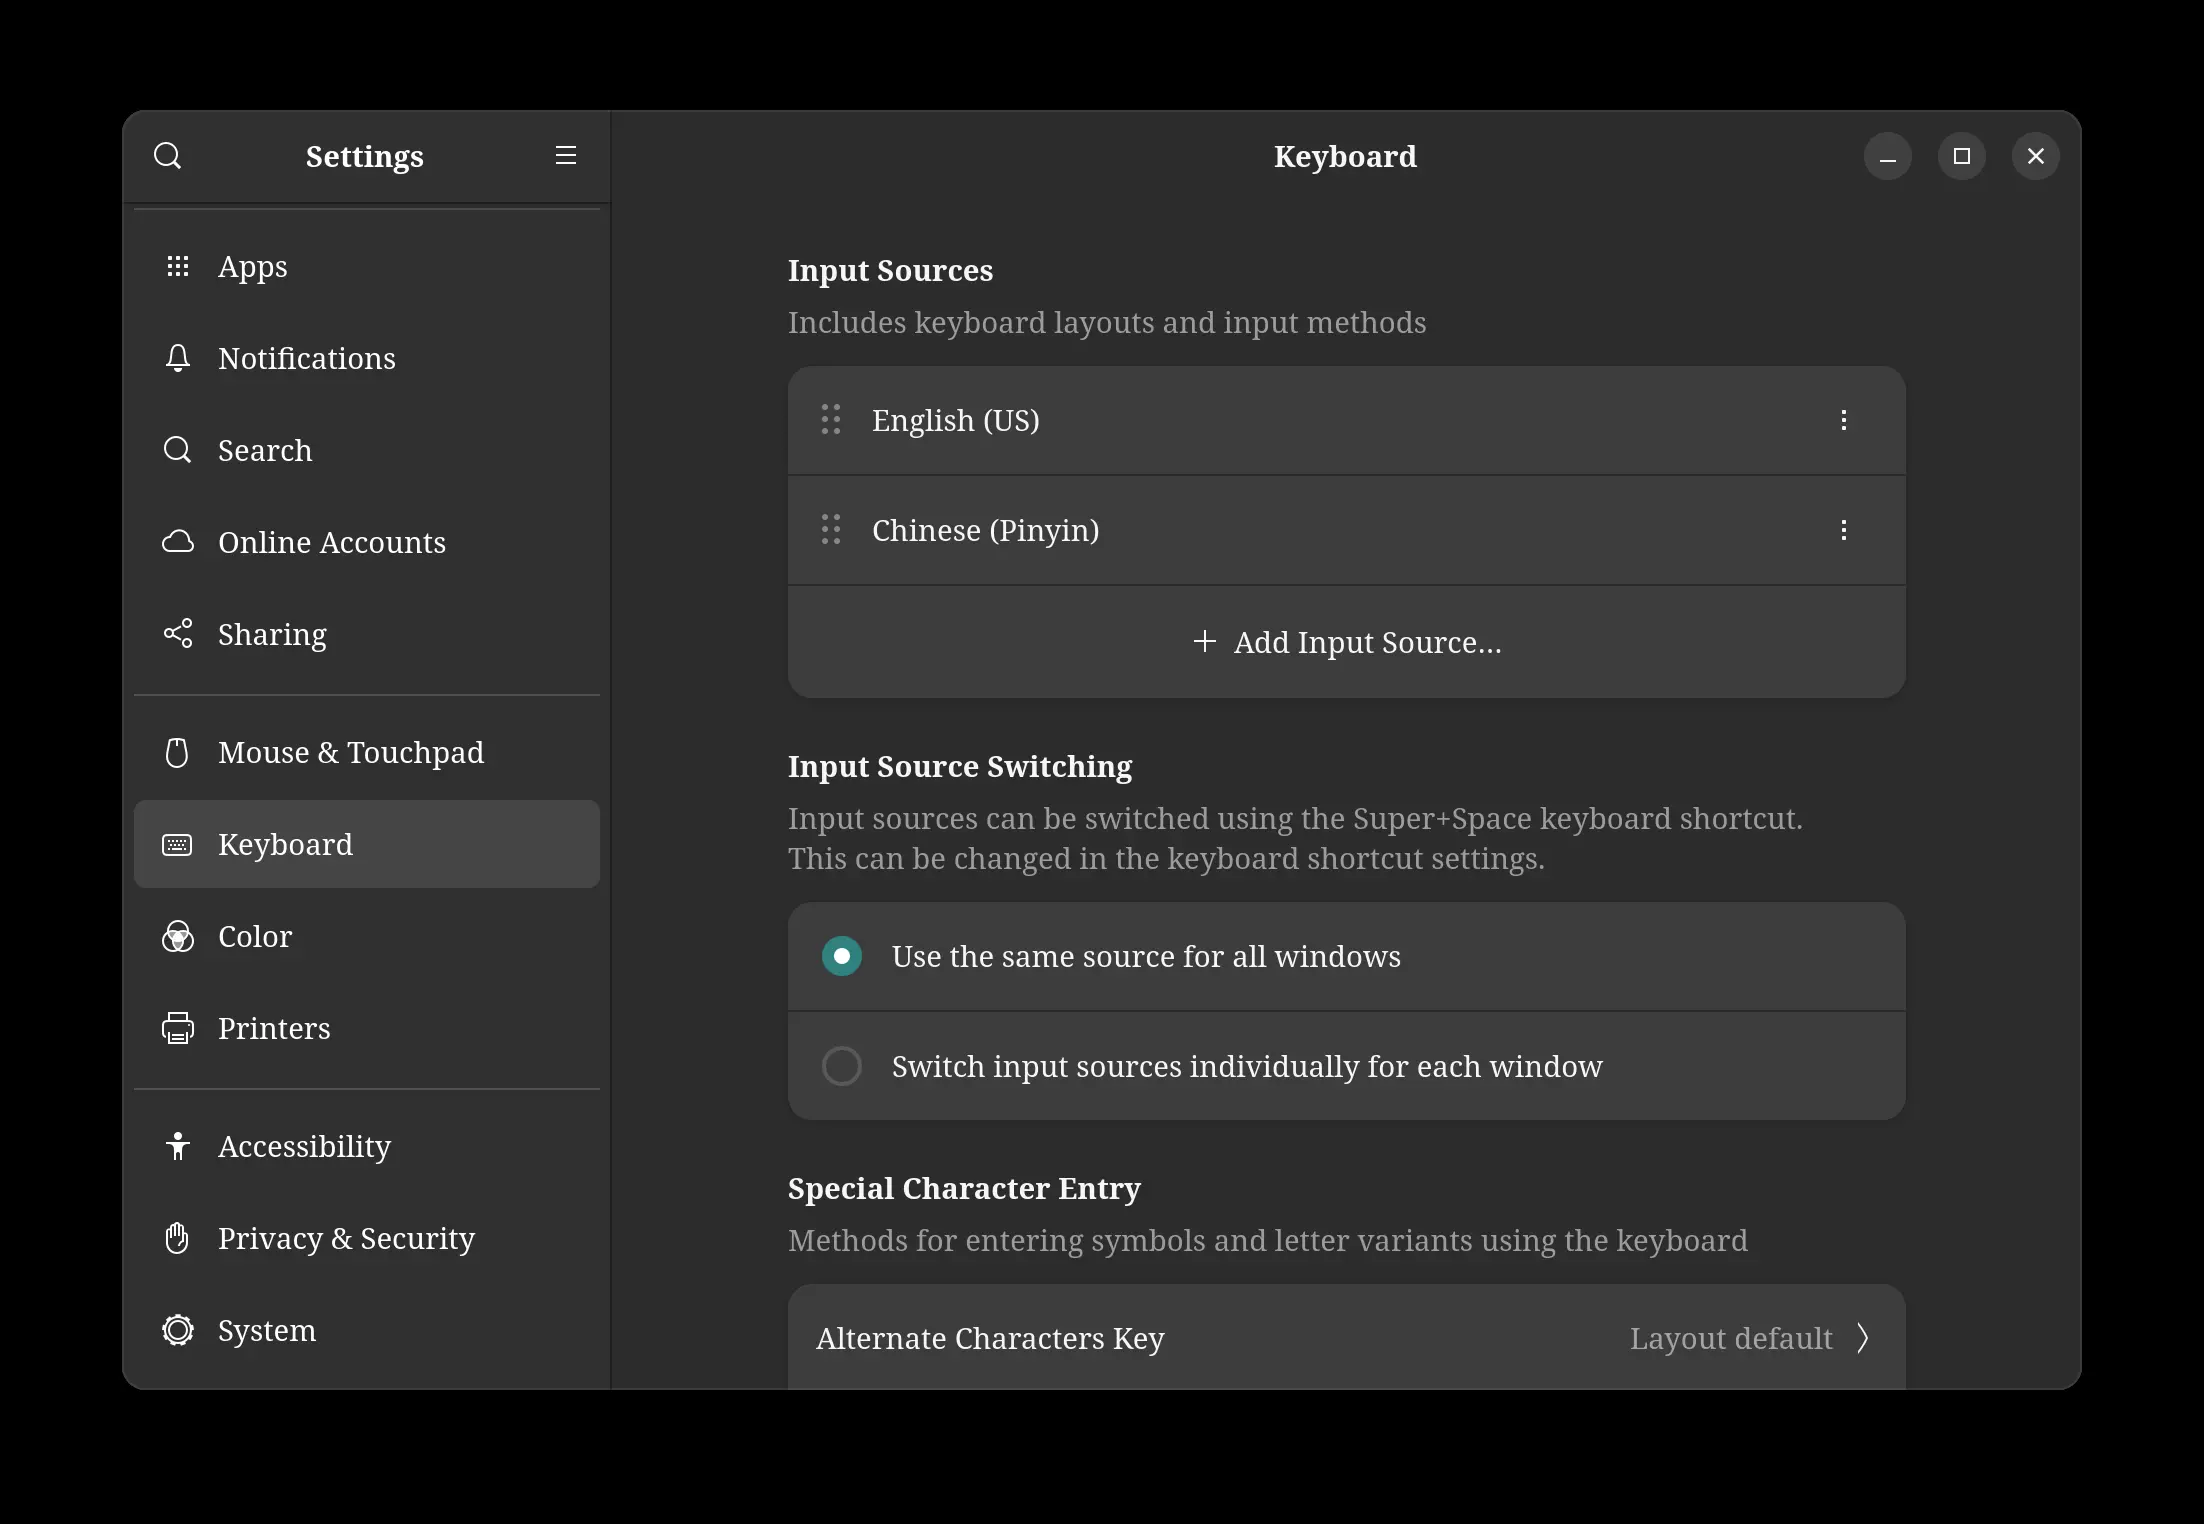 Settings
Apps
Notifications
Search
Online Accounts
Sharing
Mouse & Touchpad
Keyboard
Color
Printers
Accessibility
Privacy & Security
System
Keyboard
Input Sources
Includes keyboard layouts and input methods
English (US)
Chinese (Pinyin)
Add Input Source...
Input Source Switching
Input sources can be switched using the Super+Space keyboard shortcut.
This can be changed in the keyboard shortcut settings.
Use the same source for all windows
Switch input sources individually for each window
Special Character Entry
Methods for entering symbols and letter variants using the keyboard
Alternate Characters Key
Layout default